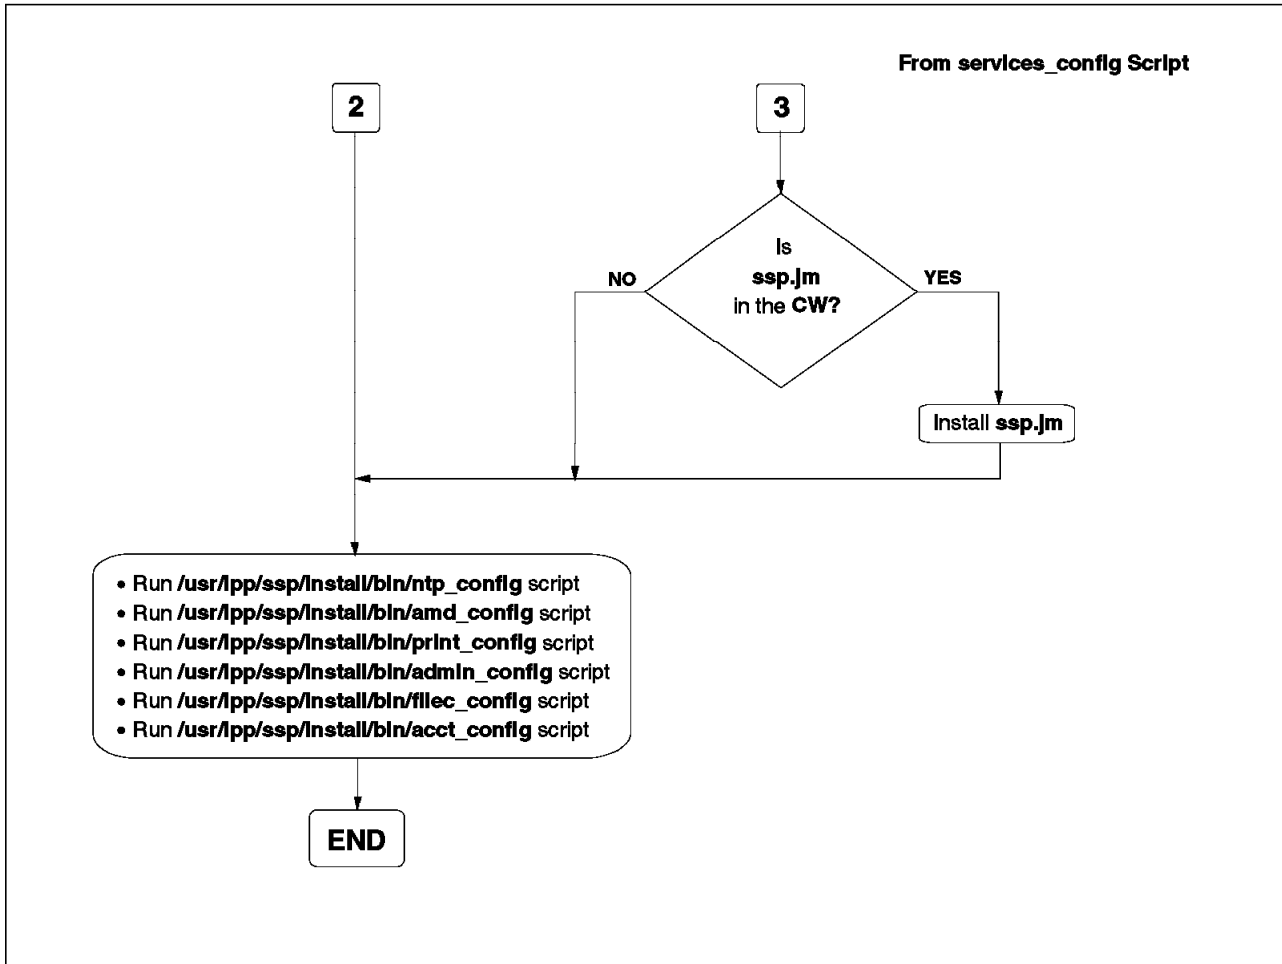 From services_config Script
2
3
Is
ssp.jm
in the CW?
NO
YES
Install ssp.jm
• Run /usr/lpp/ssp/install/bin/ntp_config script
• Run /usr/lpp/ssp/install/bin/amd_config script
• Run /usr/lpp/ssp/install/bin/print_config script
• Run /usr/lpp/ssp/install/bin/admin_config script
• Run /usr/lpp/ssp/install/bin/filec_config script
• Run /usr/lpp/ssp/install/bin/acct_config script
END